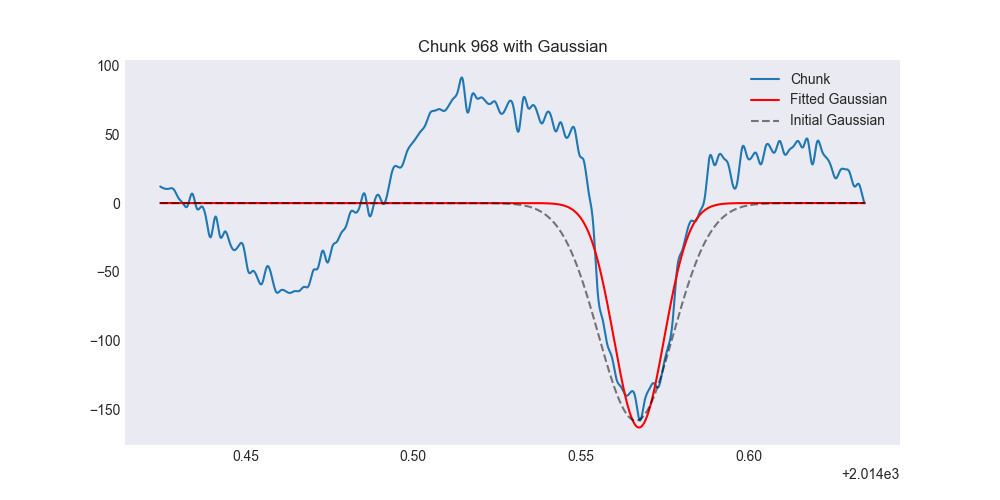 Chunk 968 with Gaussian
100
50
0
−50
−100
−150
Chunk
Fitted Gaussian
Initial Gaussian
0.45
0.50
0.55
0.60
+2.014e3